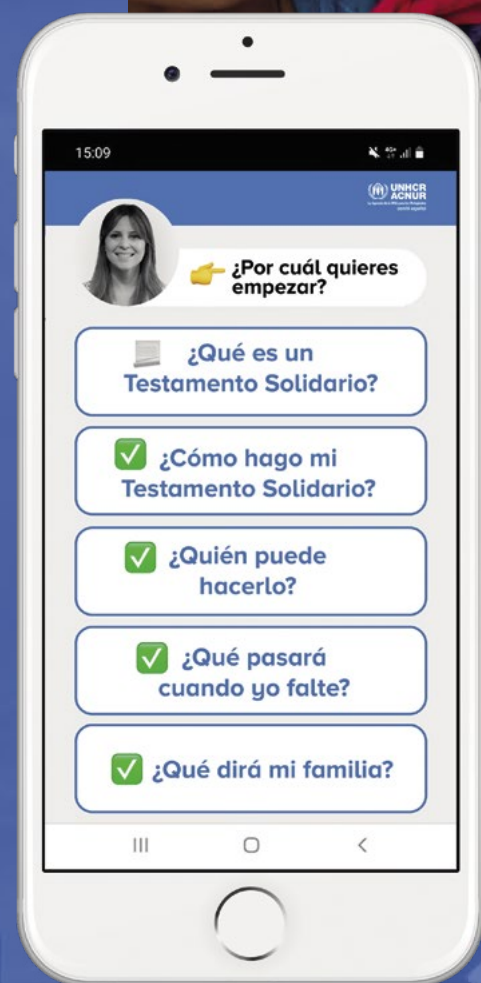 15:09
4G+
UNHCR
ACNUR
¿Por cuál quieres
empezar?
¿Qué es un
Testamento Solidario?
¿Cómo hago mi
Testamento Solidario?
¿Quién puede
hacerlo?
¿Qué pasará
cuando yo falte?
¿Qué dirá mi familia?